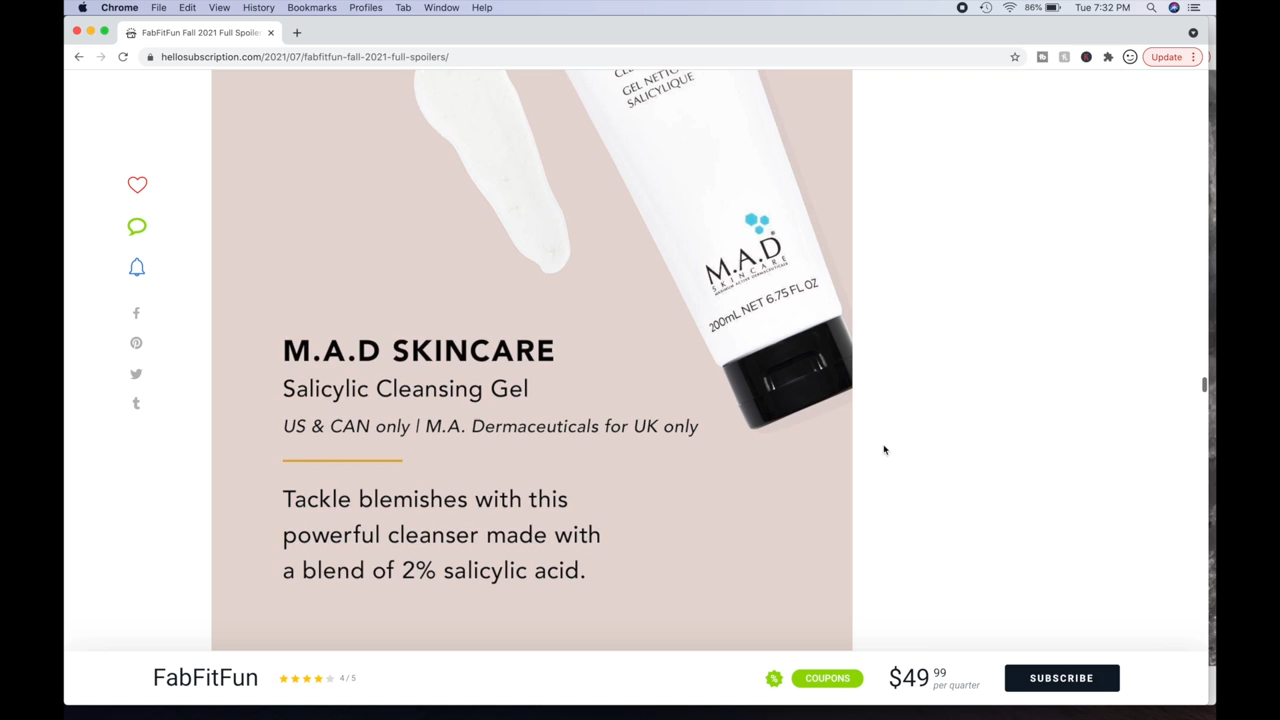 Chrome File Edit View History Bookmarks Profiles Tab Window Help 86% Tue 7:32 PM
FabFitFun Fall 2021 Full Spoile
hellosubscription.com/2021/07/fabfitfun-fall-2021-full-spoilers/ Update
GEL NETTO
SALICYLIQUE
M.A.D
SKINCARE
200mL NET 6.75 FL OZ
M.A.D SKINCARE
Salicylic Cleansing Gel
US & CAN only | M.A. Dermaceuticals for UK only
Tackle blemishes with this
powerful cleanser made with
a blend of 2% salicylic acid.
FabFitFun 4 / 5 % COUPONS $49 99 per quarter SUBSCRIBE